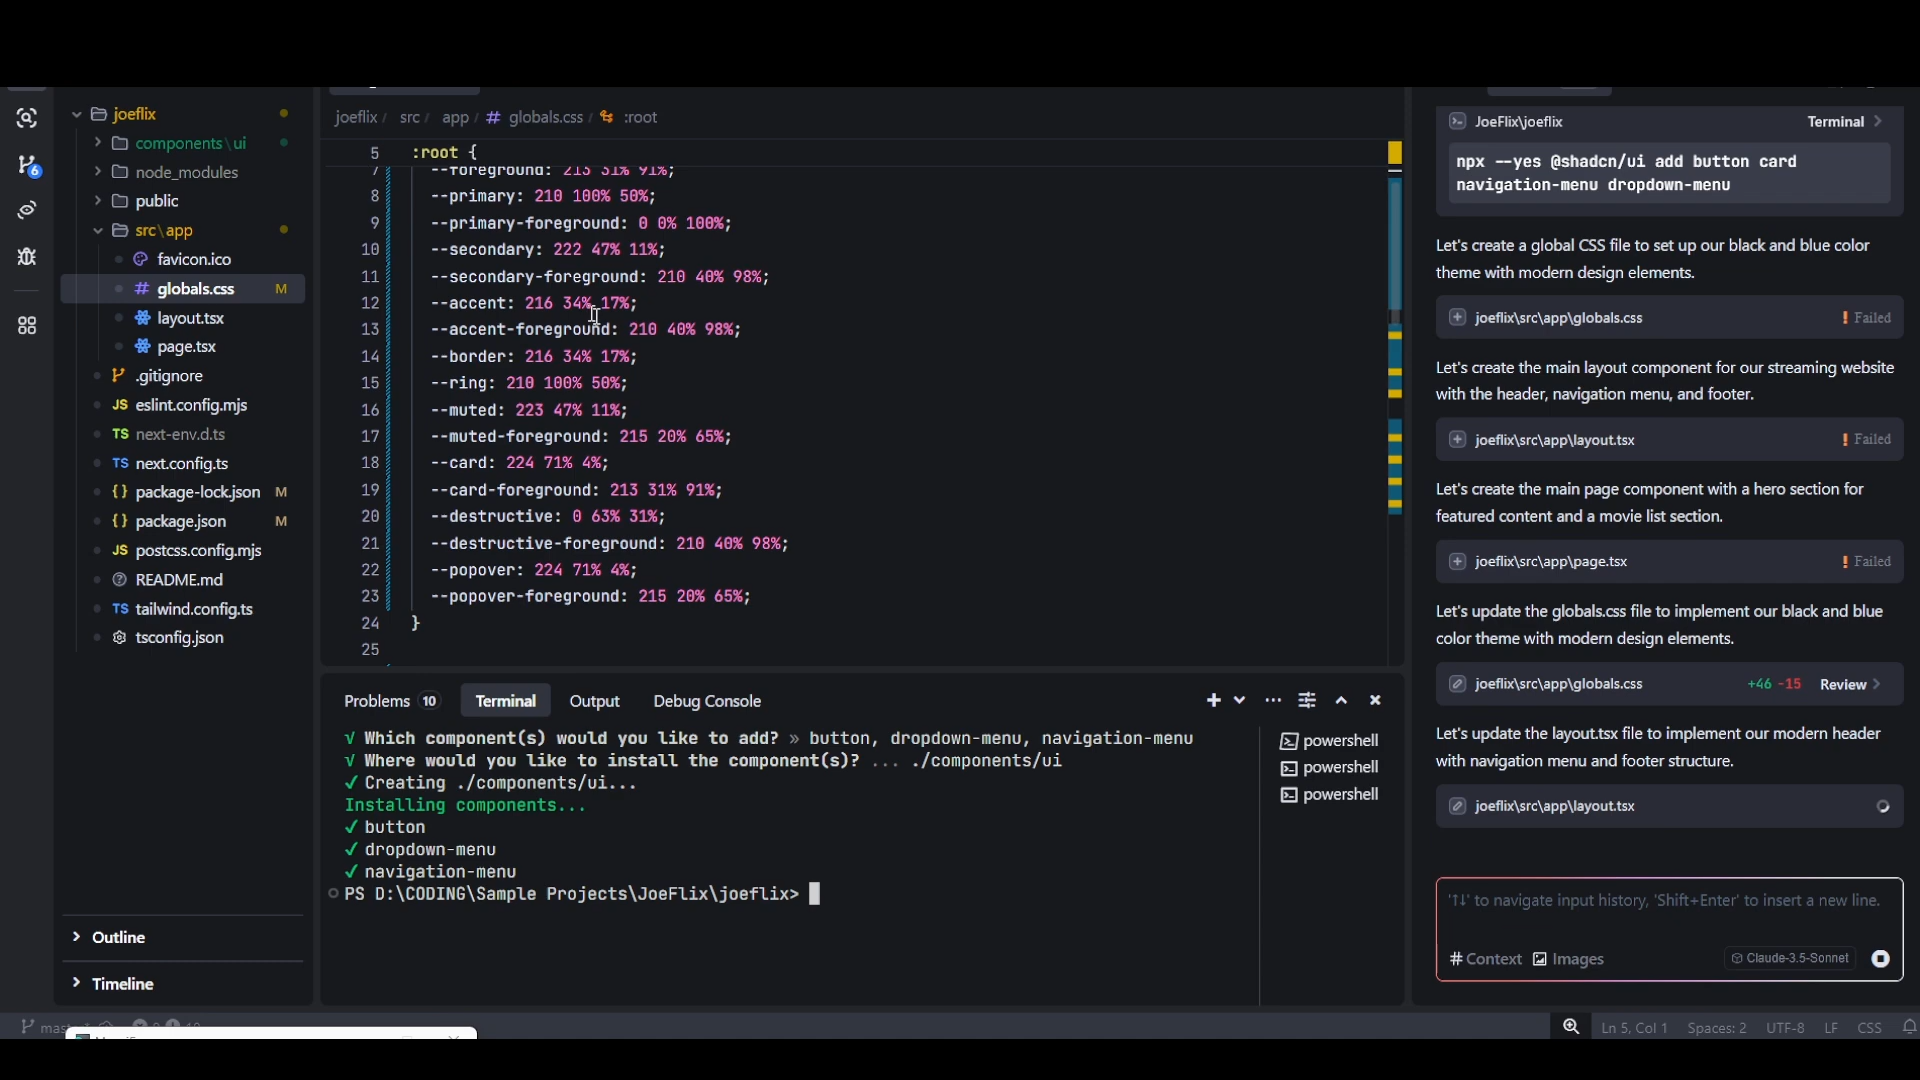 joeflix
components\ui
node_modules
public
src\app
favicon.ico
# globals.css M
layout.tsx
page.tsx
.gitignore
JS eslint.config.mjs
TS next-env.d.ts
TS next.config.ts
{} package-lock.json M
{} package.json M
JS postcss.config.mjs
README.md
TS tailwind.config.ts
tsconfig.json
Outline
Timeline
6
joeflix / src / app / # globals.css / :root
5 :root {
7 --foreground: 213 31% 91%;
8 --primary: 210 100% 50%;
9 --primary-foreground: 0 0% 100%;
10 --secondary: 222 47% 11%;
11 --secondary-foreground: 210 40% 98%;
12 --accent: 216 34% 17%;
13 --accent-foreground: 210 40% 98%;
14 --border: 216 34% 17%;
15 --ring: 210 100% 50%;
16 --muted: 223 47% 11%;
17 --muted-foreground: 215 20% 65%;
18 --card: 224 71% 4%;
19 --card-foreground: 213 31% 91%;
20 --destructive: 0 63% 31%;
21 --destructive-foreground: 210 40% 98%;
22 --popover: 224 71% 4%;
23 --popover-foreground: 215 20% 65%;
24 }
25
Problems 10 Terminal Output Debug Console
√ Which component(s) would you like to add? » button, dropdown-menu, navigation-menu
√ Where would you like to install the component(s)? ... ./components/ui
✓ Creating ./components/ui...
Installing components...
✓ button
✓ dropdown-menu
✓ navigation-menu
PS D:\CODING\Sample Projects\JoeFlix\joeflix>
powershell
powershell
powershell
JoeFlix\joeflix Terminal
npx --yes @shadcn/ui add button card
navigation-menu dropdown-menu
Let's create a global CSS file to set up our black and blue color
theme with modern design elements.
joeflix\src\app\globals.css ! Failed
Let's create the main layout component for our streaming website
with the header, navigation menu, and footer.
joeflix\src\app\layout.tsx ! Failed
Let's create the main page component with a hero section for
featured content and a movie list section.
joeflix\src\app\page.tsx ! Failed
Let's update the globals.css file to implement our black and blue
color theme with modern design elements.
joeflix\src\app\globals.css +46 -15 Review
Let's update the layout.tsx file to implement our modern header
with navigation menu and footer structure.
joeflix\src\app\layout.tsx
'↑↓' to navigate input history, 'Shift+Enter' to insert a new line.
# Context Images Claude-3.5-Sonnet
Ln 5, Col 1 Spaces: 2 UTF-8 LF CSS